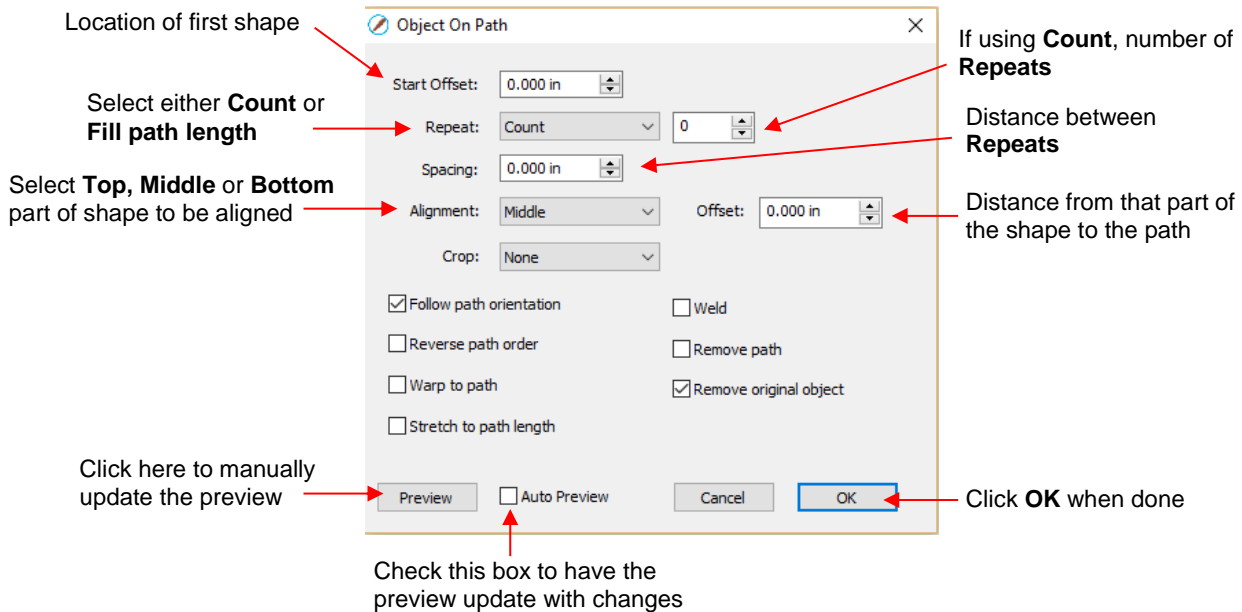 Location of first shape
Object On Path
If using Count, number of
Repeats
Start Offset: 0.000 in
Select either Count or
Fill path length
Repeat: Count 0
Distance between
Repeats
Spacing: 0.000 in
Select Top, Middle or Bottom
part of shape to be aligned
Alignment: Middle Offset: 0.000 in
Distance from that part of
the shape to the path
Crop: None
Follow path orientation
Weld
Reverse path order
Remove path
Warp to path
Remove original object
Stretch to path length
Click here to manually
update the preview
Preview Auto Preview Cancel OK
Click OK when done
Check this box to have the
preview update with changes